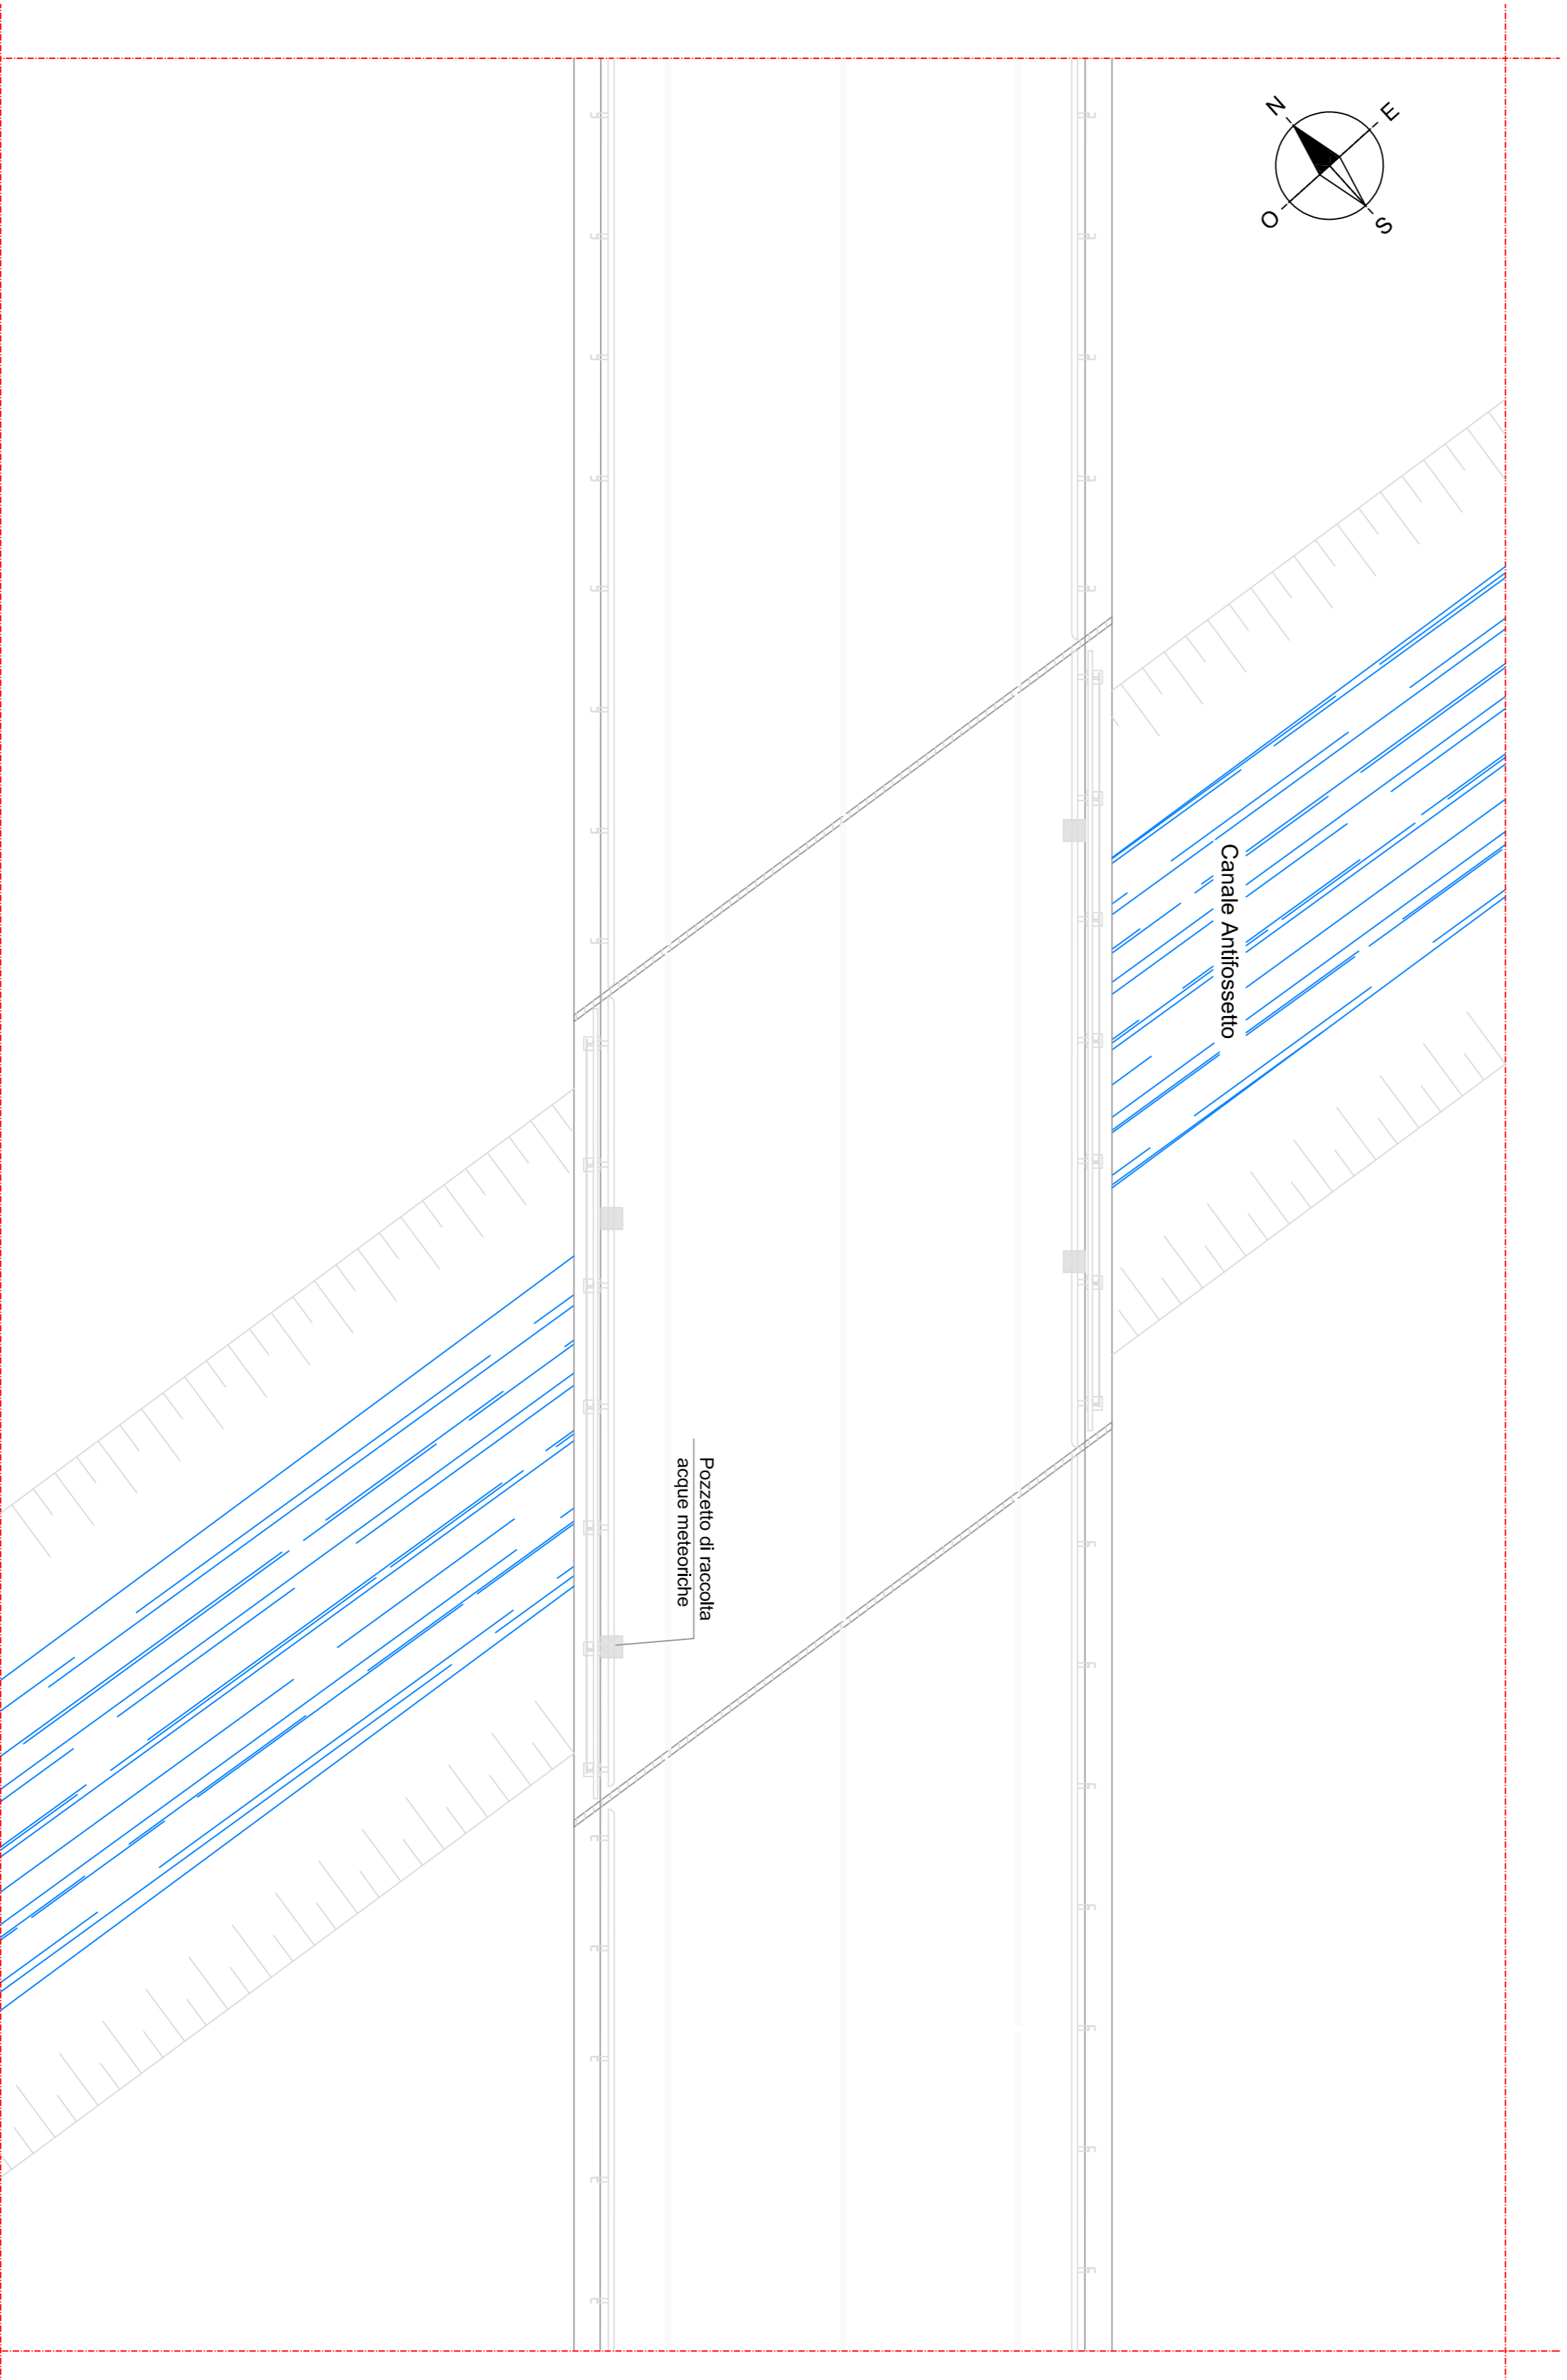 N
E
O
S
Canale Antifossetto
Pozzetto di raccolta
acque meteoriche